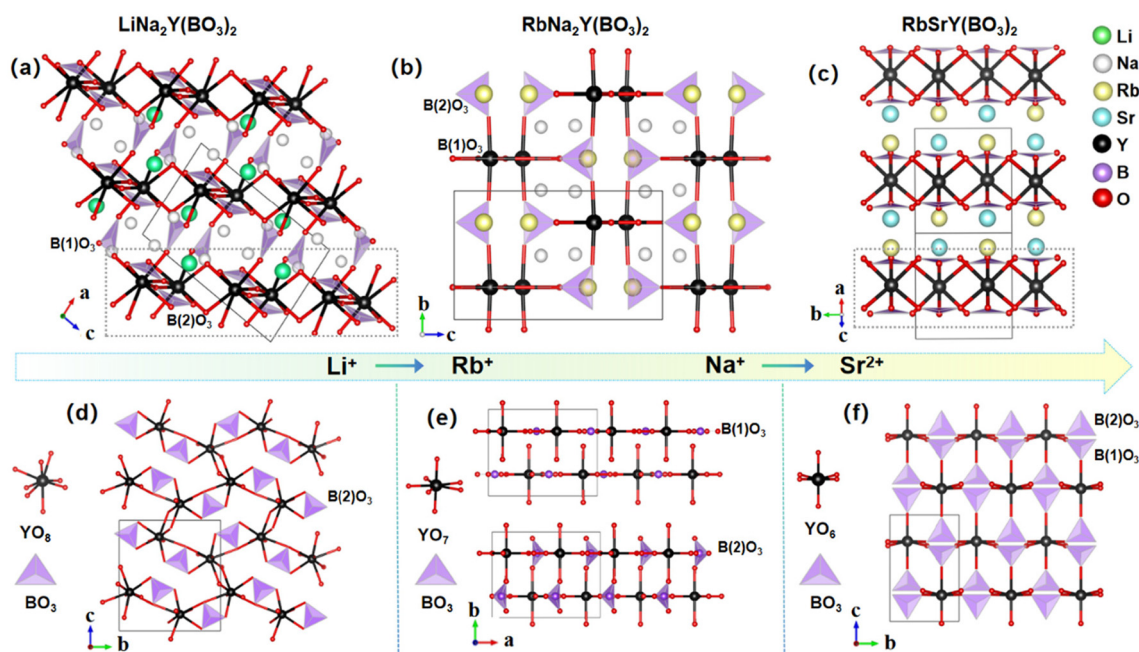 LiNa₂Y(BO₃)₂
RbNa₂Y(BO₃)₂
RbSrY(BO₃)₂
(a)
B(1)O₃
B(2)O₃
a
c
(b)
B(2)O₃
B(1)O₃
b
c
(c)
a
b
c
Li
Na
Rb
Sr
Y
B
O
Li⁺ → Rb⁺
Na⁺ → Sr²⁺
(d)
YO₈
BO₃
B(2)O₃
c
b
(e)
YO₇
BO₃
B(1)O₃
B(2)O₃
b
a
(f)
YO₆
BO₃
B(2)O₃
B(1)O₃
c
b